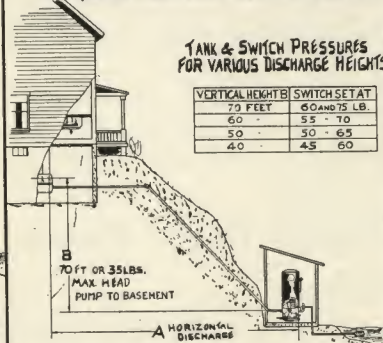 TANK & SWITCH PRESSURES
FOR VARIOUS DISCHARGE HEIGHTS
VERTICAL HEIGHT B SWITCH SET AT
70 FEET 60 AND 75 LB.
60 - 55 - 70
50 - 50 - 65
40 - 45 60
B
70 FT OR 35 LBS.
MAX. HEAD
PUMP TO BASEMENT
A HORIZONTAL
DISCHARGE